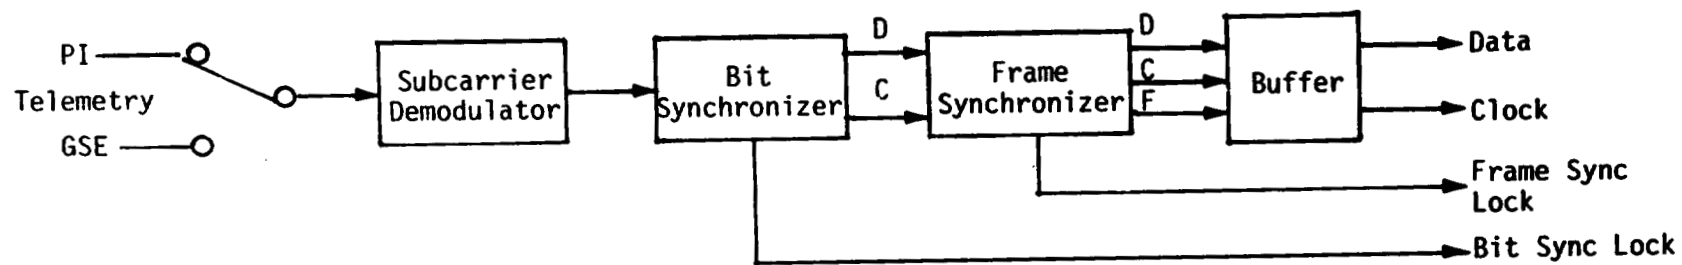 PI
Telemetry
GSE
Subcarrier
Demodulator
Bit
Synchronizer
D
C
Frame
Synchronizer
D
C
F
Buffer
Data
Clock
Frame Sync
Lock
Bit Sync Lock